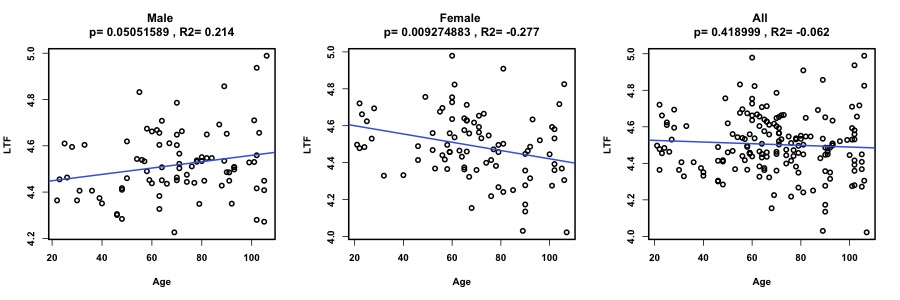 Male
p= 0.05051589 , R2= 0.214
LTF
5.0
4.8
4.6
4.4
4.2
20 40 60 80 100
Age
Female
p= 0.009274883 , R2= -0.277
LTF
5.0
4.8
4.6
4.4
4.2
4.0
20 40 60 80 100
Age
All
p= 0.418999 , R2= -0.062
LTF
5.0
4.8
4.6
4.4
4.2
4.0
20 40 60 80 100
Age